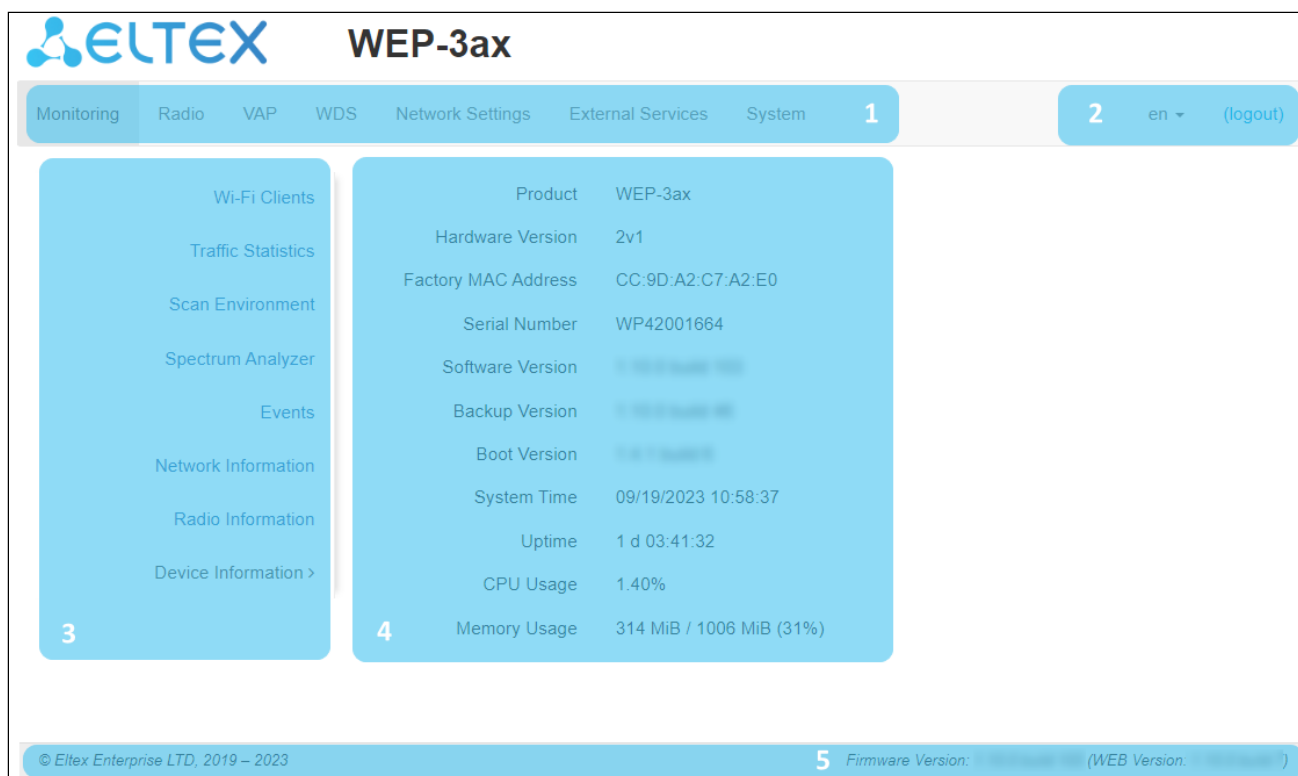 ELTEX WEP-3ax
Monitoring Radio VAP WDS Network Settings External Services System 1 2 en (logout)
Wi-Fi Clients
Traffic Statistics
Scan Environment
Spectrum Analyzer
Events
Network Information
Radio Information
Device Information >
3
Product WEP-3ax
Hardware Version 2v1
Factory MAC Address CC:9D:A2:C7:A2:E0
Serial Number WP42001664
Software Version
Backup Version
Boot Version
System Time 09/19/2023 10:58:37
Uptime 1 d 03:41:32
CPU Usage 1.40%
4 Memory Usage 314 MiB / 1006 MiB (31%)
© Eltex Enterprise LTD, 2019 – 2023 5 Firmware Version: (WEB Version: )